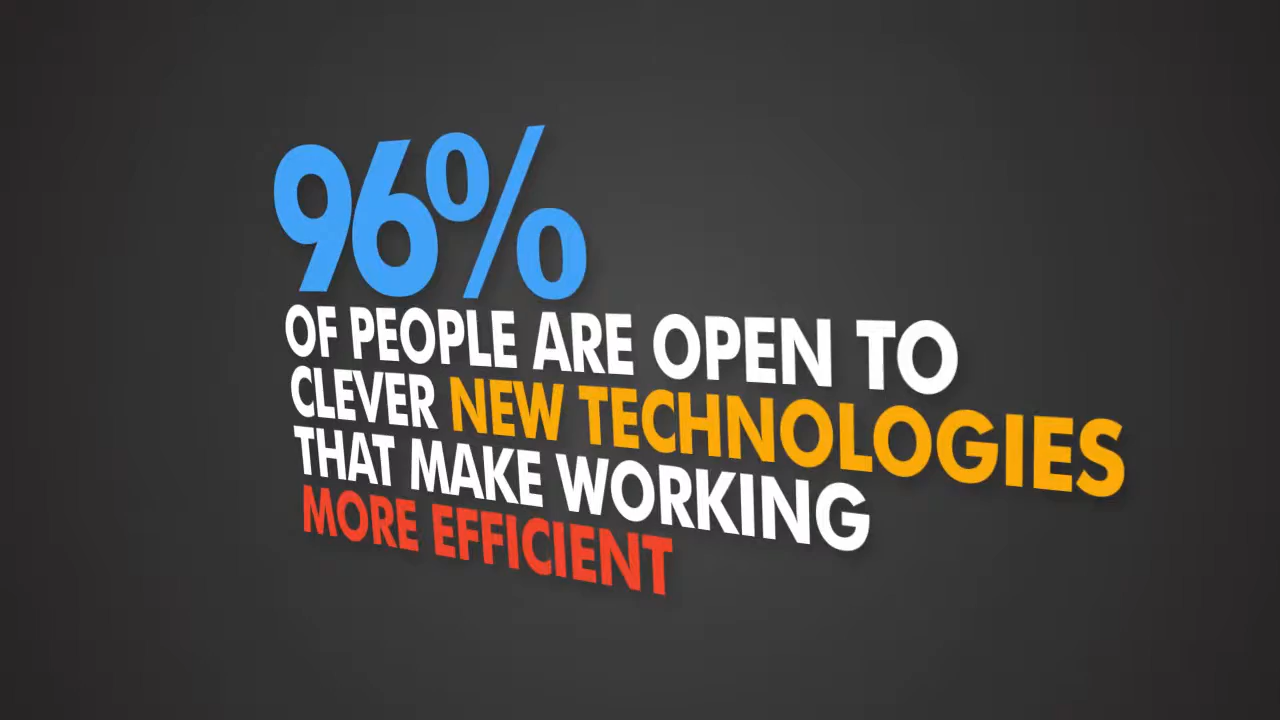 96%
OF PEOPLE ARE OPEN TO
CLEVER NEW TECHNOLOGIES
THAT MAKE WORKING
MORE EFFICIENT